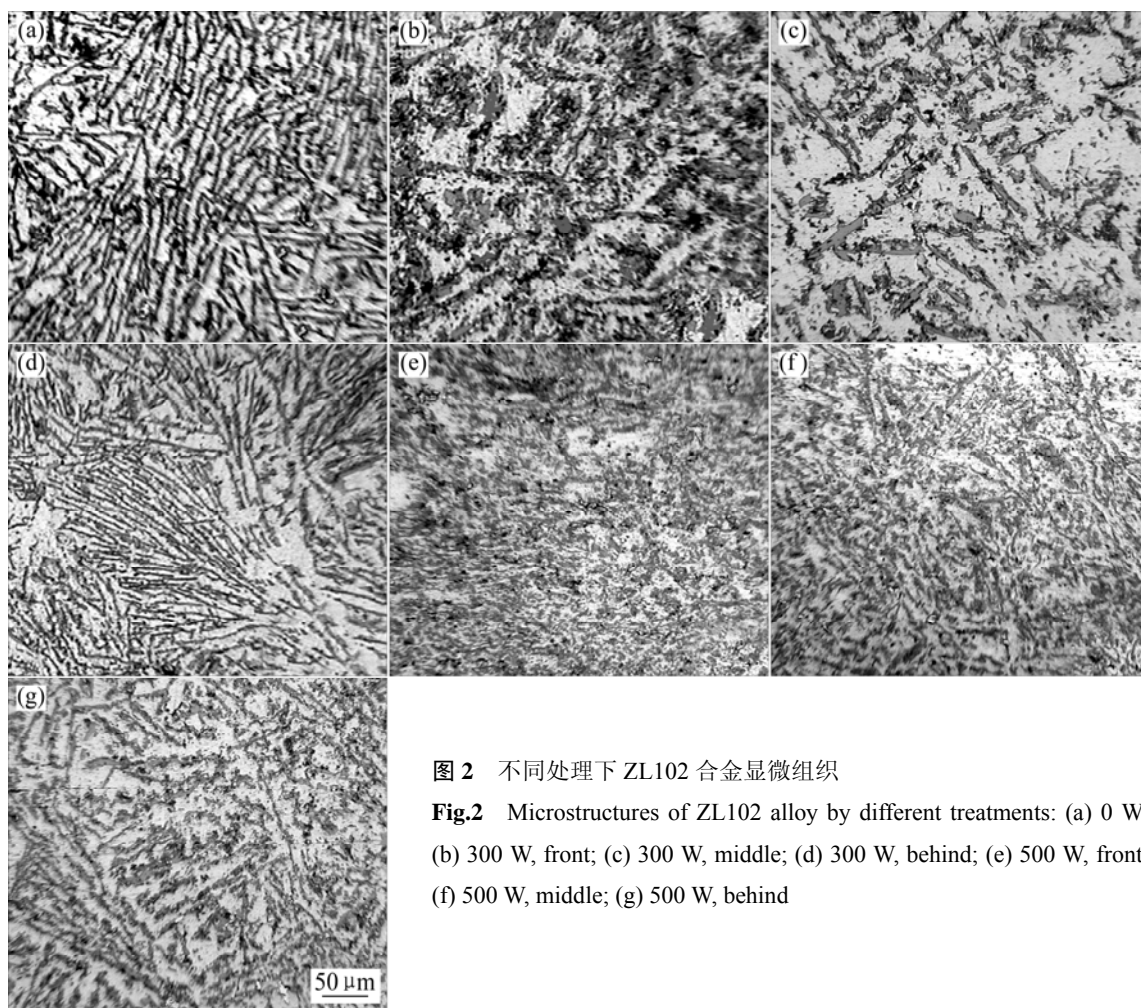 (a)
(b)
(c)
(d)
(e)
(f)
(g)
50 μm
图 2 不同处理下 ZL102 合金显微组织
Fig.2 Microstructures of ZL102 alloy by different treatments: (a) 0 W
(b) 300 W, front; (c) 300 W, middle; (d) 300 W, behind; (e) 500 W, front
(f) 500 W, middle; (g) 500 W, behind